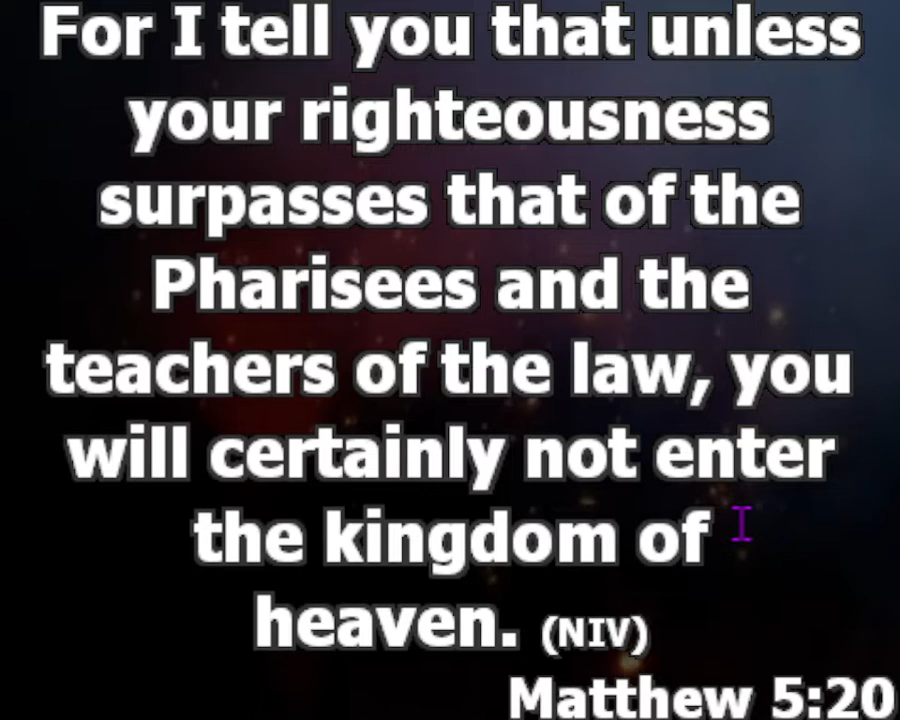 For I tell you that unless
your righteousness
surpasses that of the
Pharisees and the
teachers of the law, you
will certainly not enter
the kingdom of
heaven. (NIV)
Matthew 5:20